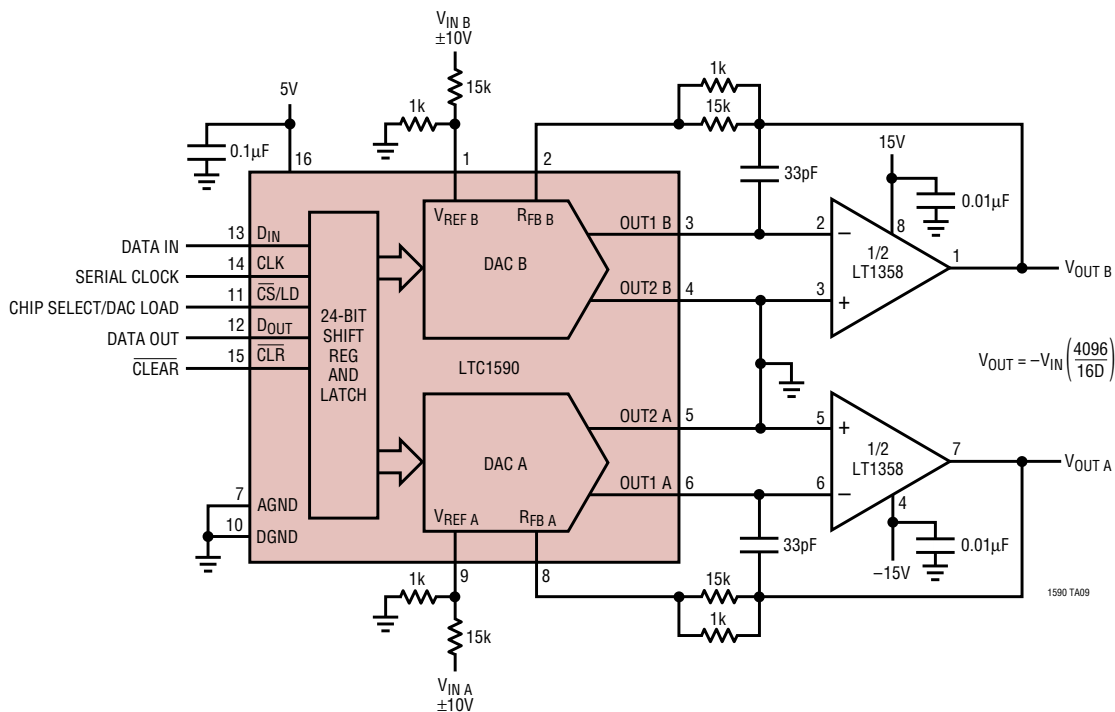 V_IN B
±10V
15k
1k
5V
0.1µF
16
1
2
1k
15k
33pF
15V
0.01µF
8
V_REF B
R_FB B
OUT1 B
3
2
–
1/2
LT1358
1
V_OUT B
DAC B
OUT2 B
4
3
+
DATA IN
13
D_IN
SERIAL CLOCK
14
CLK
CHIP SELECT/DAC LOAD
11
C̅S̅/LD
DATA OUT
12
D_OUT
C̅L̅E̅A̅R̅
15
C̅L̅R̅
24-BIT
SHIFT
REG
AND
LATCH
LTC1590
V_OUT = –V_IN (4096/16D)
OUT2 A
5
5
+
1/2
LT1358
7
V_OUT A
DAC A
OUT1 A
6
6
–
4
7
AGND
10
DGND
V_REF A
R_FB A
9
8
33pF
–15V
0.01µF
1k
15k
15k
1k
V_IN A
±10V
1590 TA09